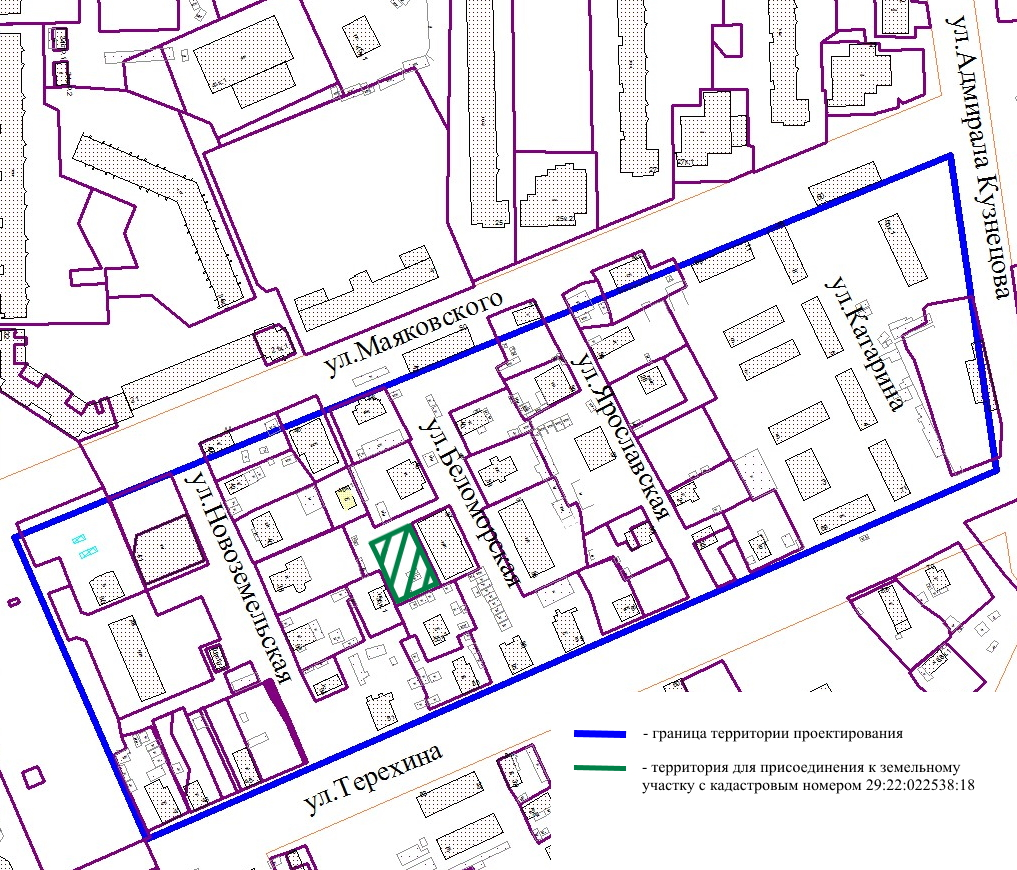 ул.Адмирала Кузнецова
ул.Маяковского
ул.Катарина
ул.Ярославская
ул.Беломорская
ул.Новоземельская
ул.Терехина
- граница территории проектирования
- территория для присоединения к земельному
участку с кадастровым номером 29:22:022538:18